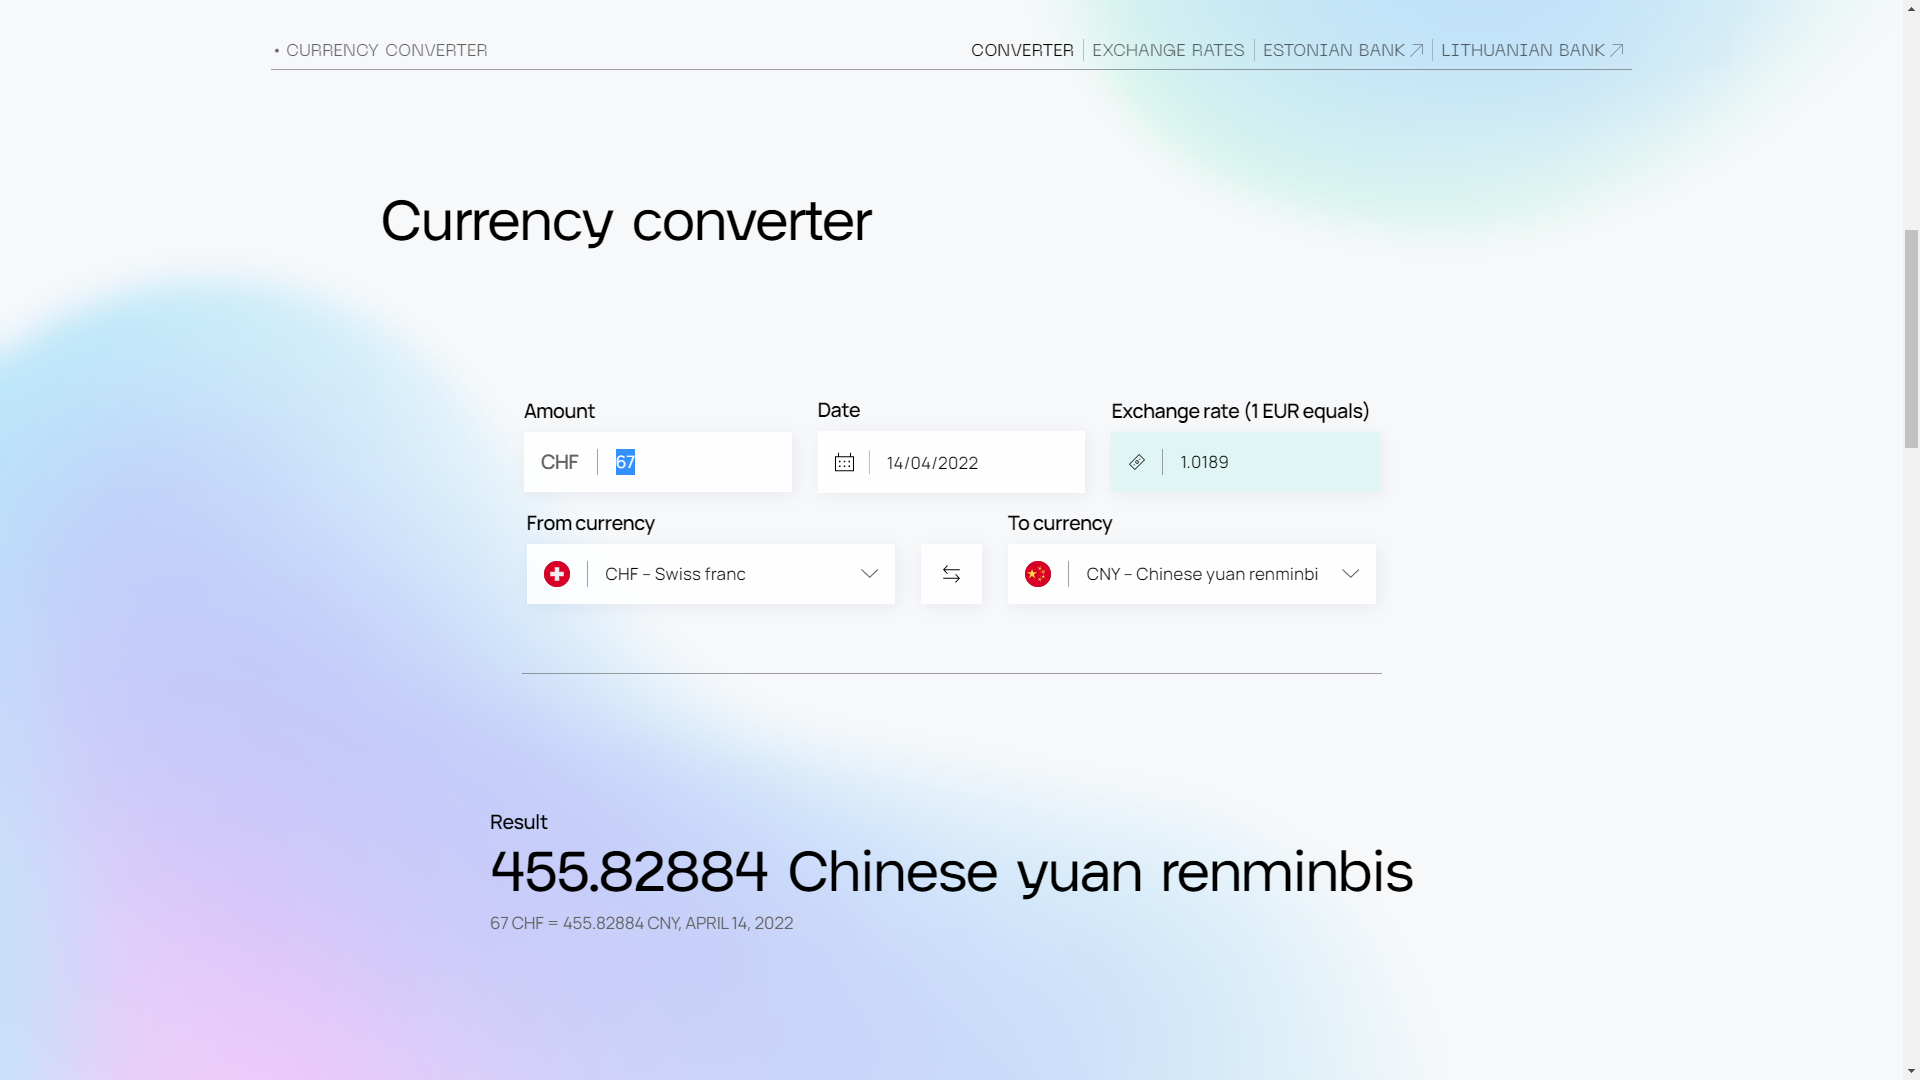 • CURRENCY CONVERTER
CONVERTER
EXCHANGE RATES
ESTONIAN BANK
LITHUANIAN BANK
Currency converter
Amount
CHF
67
Date
14/04/2022
Exchange rate (1 EUR equals)
1.0189
From currency
CHF – Swiss franc
To currency
CNY – Chinese yuan renminbi
Result
455.82884 Chinese yuan renminbis
67 CHF = 455.82884 CNY, APRIL 14, 2022